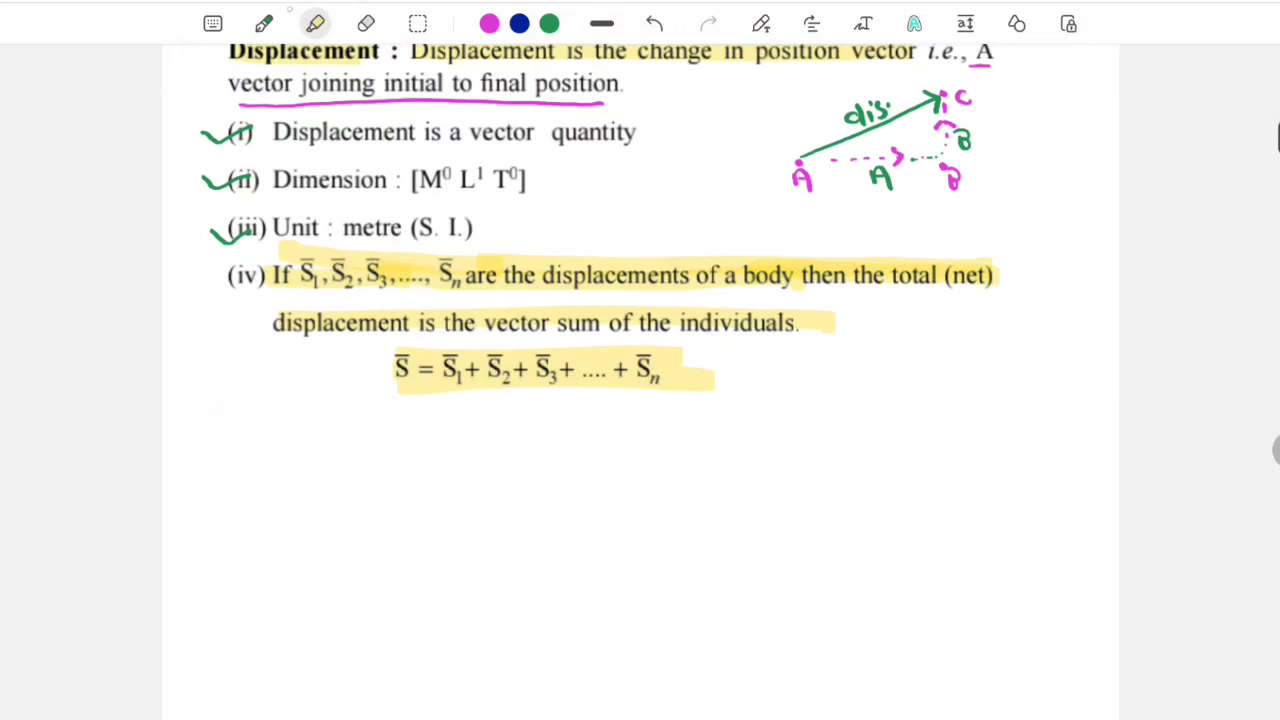 Displacement : Displacement is the change in position vector i.e., A
vector joining initial to final position.
(i) Displacement is a vector quantity
(ii) Dimension : [M⁰ L¹ T⁰]
(iii) Unit : metre (S. I.)
(iv) If S̅₁, S̅₂, S̅₃, ...., S̅ₙ are the displacements of a body then the total (net)
displacement is the vector sum of the individuals.
S̅ = S̅₁ + S̅₂ + S̅₃ + .... + S̅ₙ
dis.
C
B
A
A
B